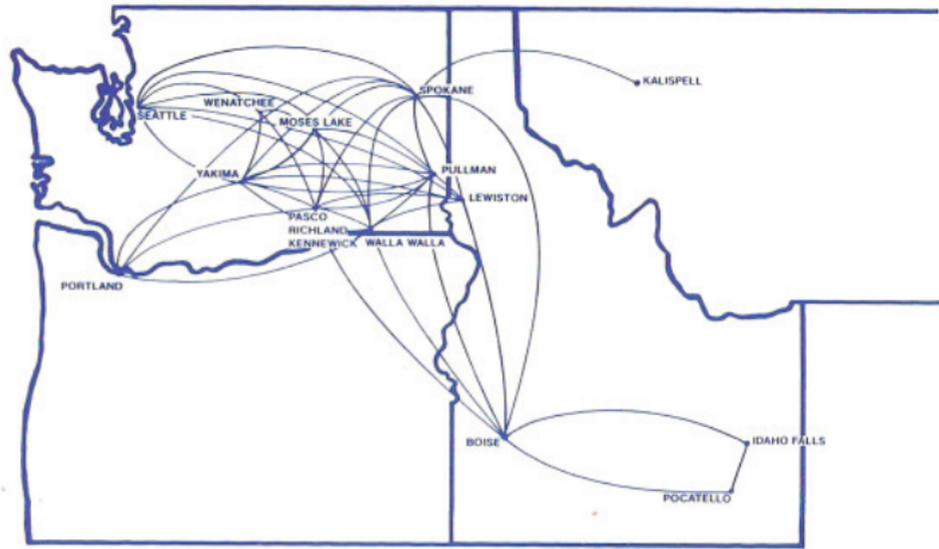 KALISPELL
SPOKANE
WENATCHEE
SEATTLE
MOSES LAKE
YAKIMA
PULLMAN
LEWISTON
PASCO
RICHLAND
KENNEWICK
WALLA WALLA
PORTLAND
BOISE
IDAHO FALLS
POCATELLO